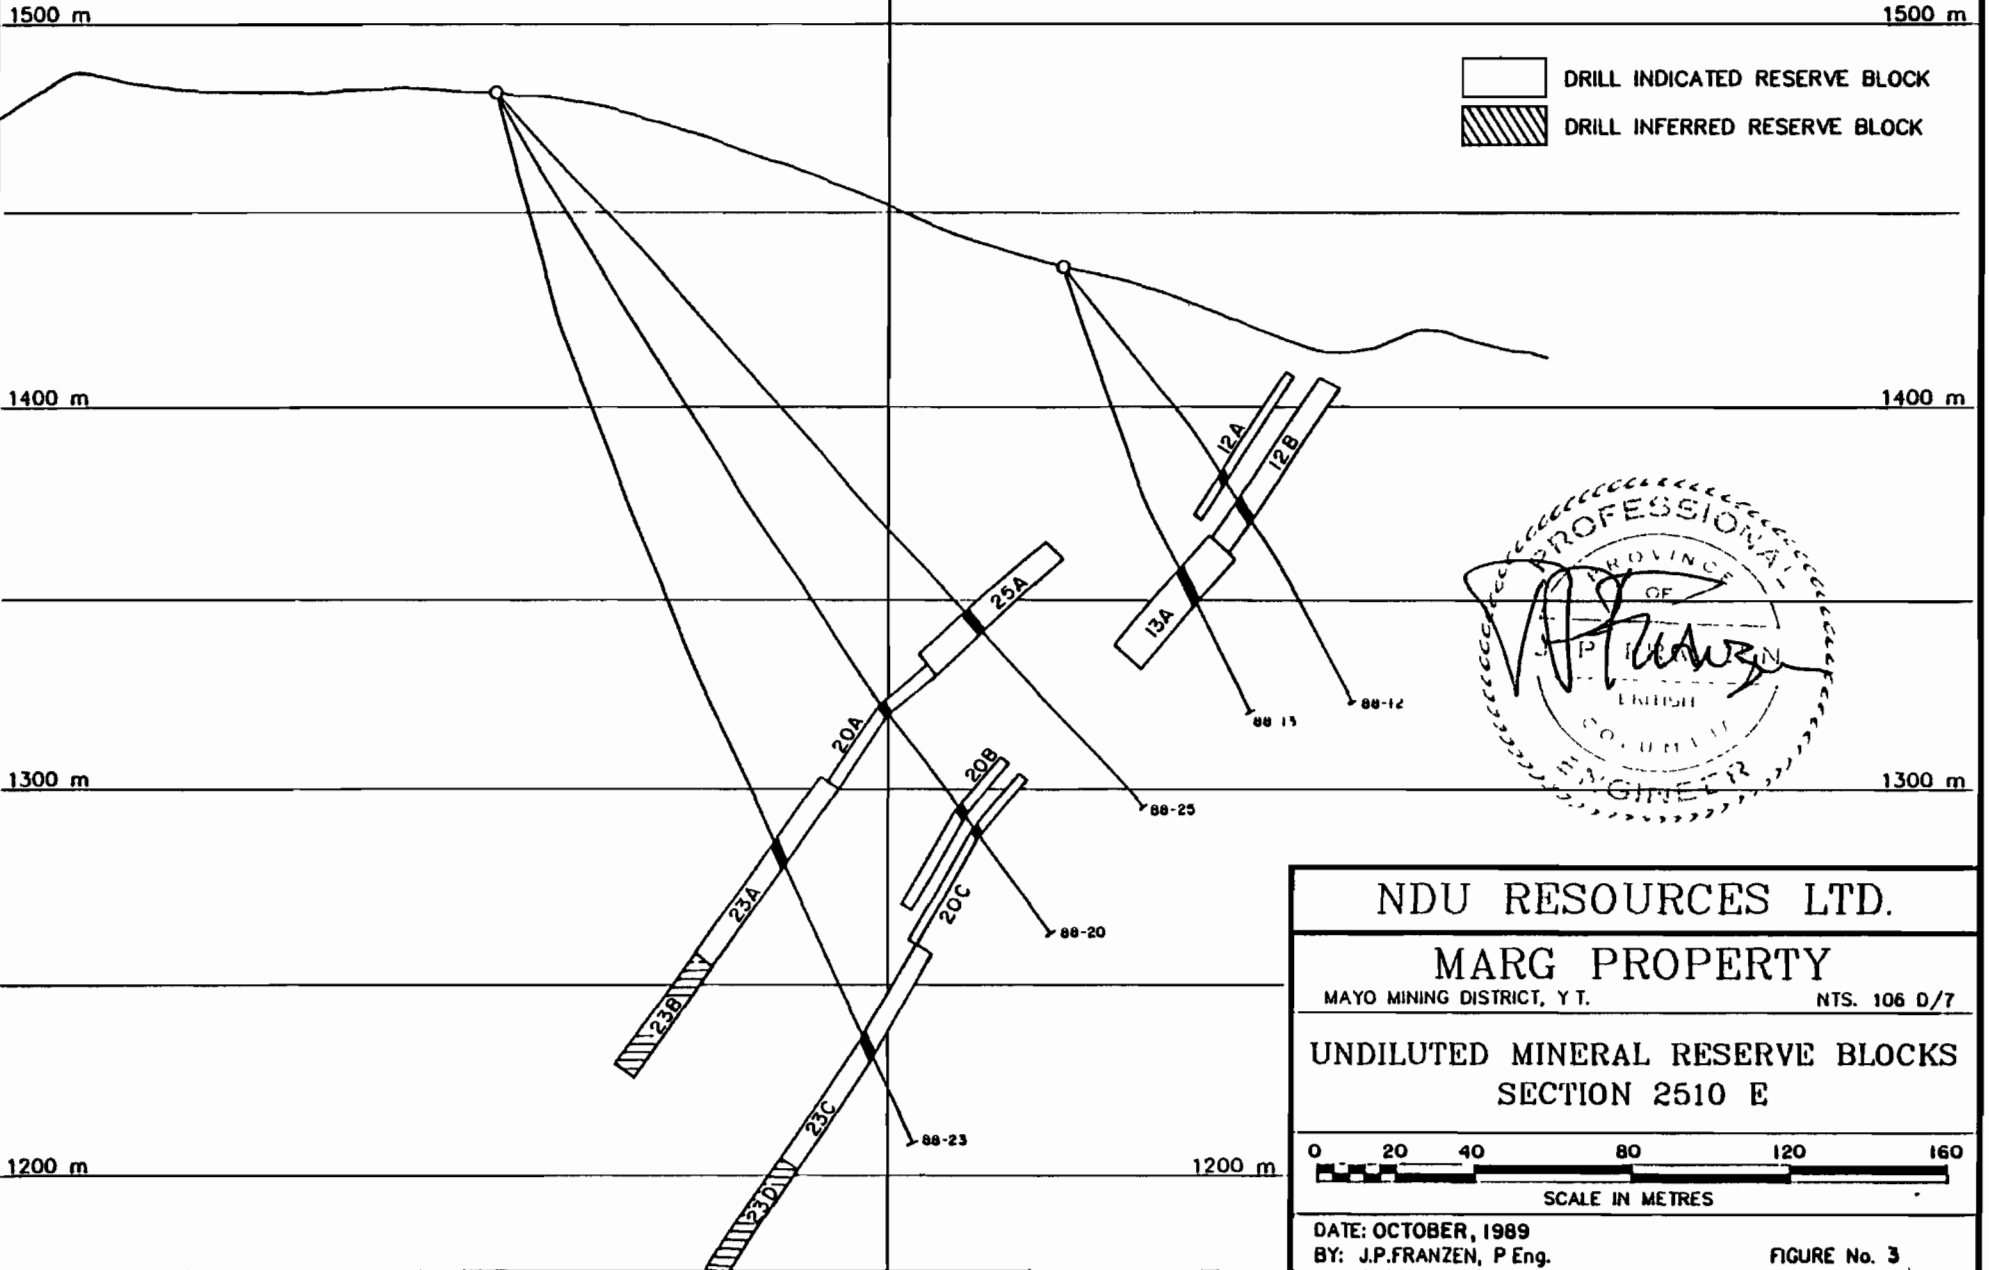 1500 m
1500 m
DRILL INDICATED RESERVE BLOCK
DRILL INFERRED RESERVE BLOCK
1400 m
1400 m
12A
12B
25A
13A
88-12
88-13
20A
20B
1300 m
1300 m
88-25
23A
20C
88-20
23B
23C
88-23
1200 m
1200 m
23D
PROFESSIONAL
PROVINCE
OF
BRITISH
ENGINEER
NDU RESOURCES LTD.
MARG PROPERTY
MAYO MINING DISTRICT, Y T.
NTS. 106 D/7
UNDILUTED MINERAL RESERVE BLOCKS
SECTION 2510 E
0 20 40 80 120 160
SCALE IN METRES
DATE: OCTOBER, 1989
BY: J.P.FRANZEN, P Eng.
FIGURE No. 3